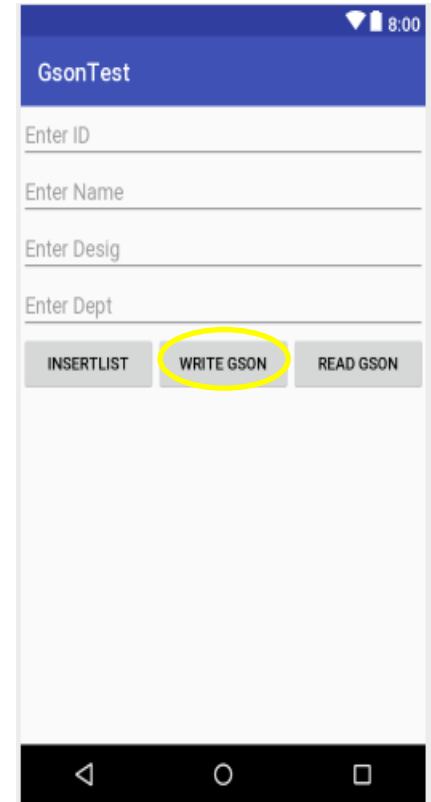 8:00
GsonTest
Enter ID
Enter Name
Enter Desig
Enter Dept
INSERTLIST WRITE GSON READ GSON